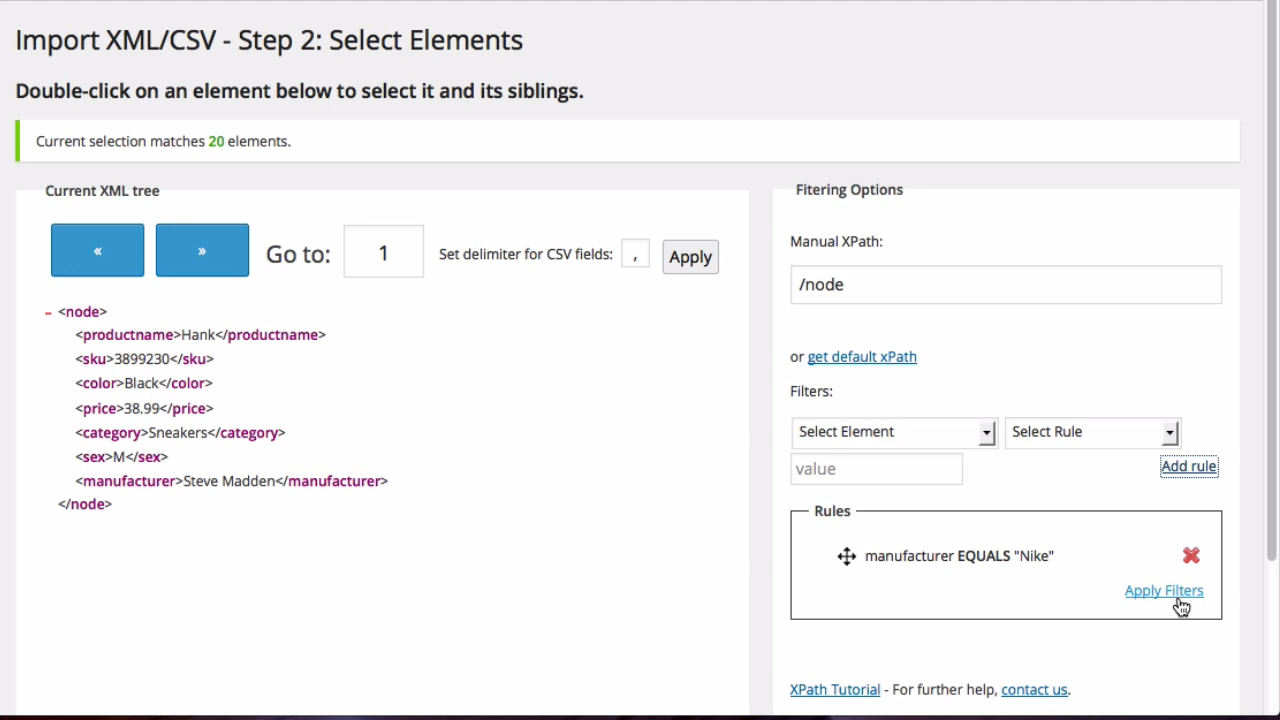 Import XML/CSV - Step 2: Select Elements
Double-click on an element below to select it and its siblings.
Current selection matches 20 elements.
Current XML tree
« » Go to: 1 Set delimiter for CSV fields: , Apply
– <node>
<productname>Hank</productname>
<sku>3899230</sku>
<color>Black</color>
<price>38.99</price>
<category>Sneakers</category>
<sex>M</sex>
<manufacturer>Steve Madden</manufacturer>
</node>
Fitering Options
Manual XPath:
/node
or get default xPath
Filters:
Select Element Select Rule
value Add rule
Rules
manufacturer EQUALS "Nike"
Apply Filters
XPath Tutorial - For further help, contact us.